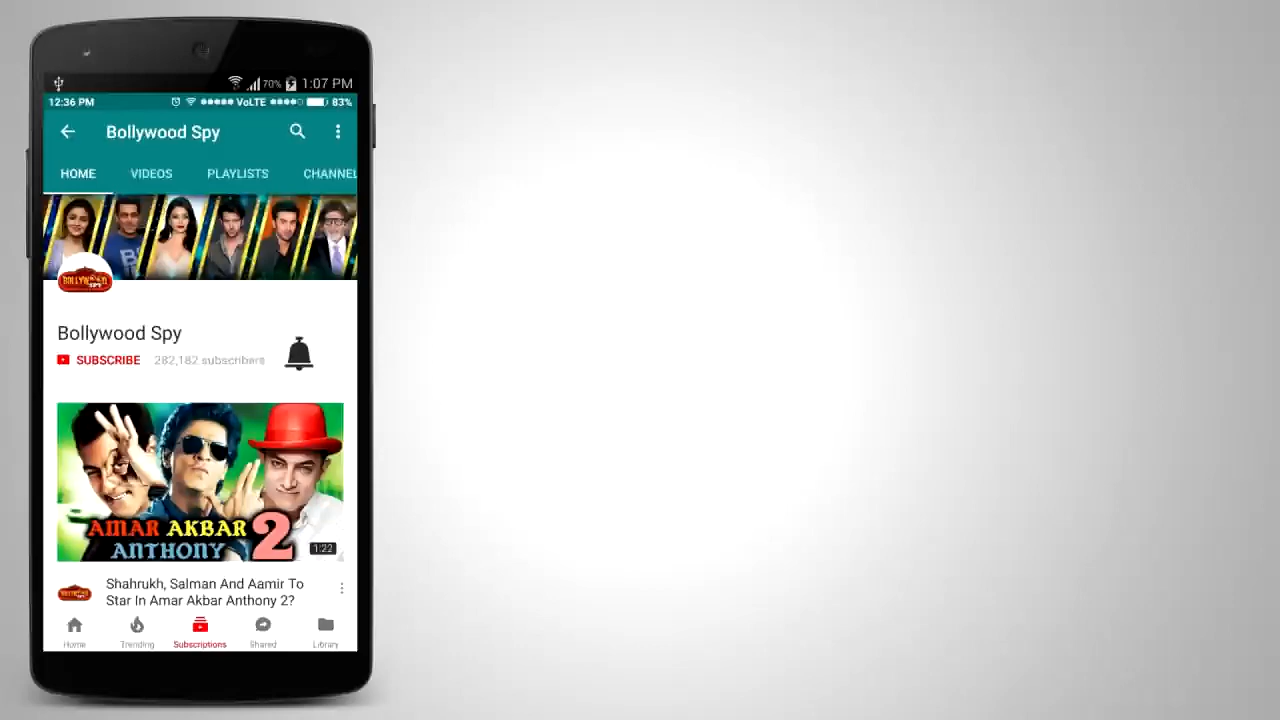 70% 1:07 PM
12:36 PM VoLTE 83%
Bollywood Spy
HOME VIDEOS PLAYLISTS CHANNEL
BOLLYWOOD
SPY
Bollywood Spy
SUBSCRIBE 282,182 subscribers
AMAR AKBAR
ANTHONY 2
1:22
Shahrukh, Salman And Aamir To
Star In Amar Akbar Anthony 2?
Home Trending Subscriptions Shared Library